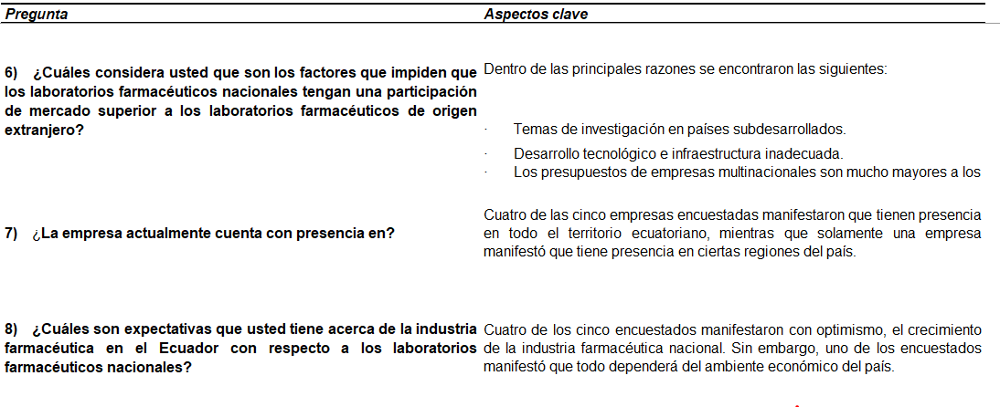 Pregunta Aspectos clave
6) ¿Cuáles considera usted que son los factores que impiden que
los laboratorios farmacéuticos nacionales tengan una participación
de mercado superior a los laboratorios farmacéuticos de origen
extranjero?
Dentro de las principales razones se encontraron las siguientes:
· Temas de investigación en países subdesarrollados.
· Desarrollo tecnológico e infraestructura inadecuada.
· Los presupuestos de empresas multinacionales son mucho mayores a los
7) ¿La empresa actualmente cuenta con presencia en?
Cuatro de las cinco empresas encuestadas manifestaron que tienen presencia
en todo el territorio ecuatoriano, mientras que solamente una empresa
manifestó que tiene presencia en ciertas regiones del país.
8) ¿Cuáles son expectativas que usted tiene acerca de la industria
farmacéutica en el Ecuador con respecto a los laboratorios
farmacéuticos nacionales?
Cuatro de los cinco encuestados manifestaron con optimismo, el crecimiento
de la industria farmacéutica nacional. Sin embargo, uno de los encuestados
manifestó que todo dependerá del ambiente económico del país.